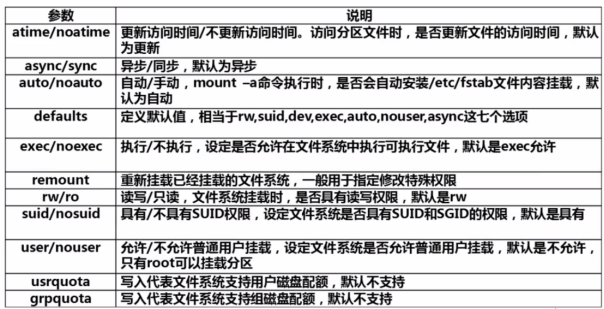 参数 说明
atime/noatime 更新访问时间/不更新访问时间。访问分区文件时，是否更新文件的访问时间，默认
为更新
async/sync 异步/同步，默认为异步
auto/noauto 自动/手动，mount –a命令执行时，是否会自动安装/etc/fstab文件内容挂载，默
认为自动
defaults 定义默认值，相当于rw,suid,dev,exec,auto,nouser,async这七个选项
exec/noexec 执行/不执行，设定是否允许在文件系统中执行可执行文件，默认是exec允许
remount 重新挂载已经挂载的文件系统，一般用于指定修改特殊权限
rw/ro 读写/只读，文件系统挂载时，是否具有读写权限，默认是rw
suid/nosuid 具有/不具有SUID权限，设定文件系统是否具有SUID和SGID的权限，默认是具有
user/nouser 允许/不允许普通用户挂载，设定文件系统是否允许普通用户挂载，默认是不允许，
只有root可以挂载分区
usrquota 写入代表文件系统支持用户磁盘配额，默认不支持
grpquota 写入代表文件系统支持组磁盘配额，默认不支持